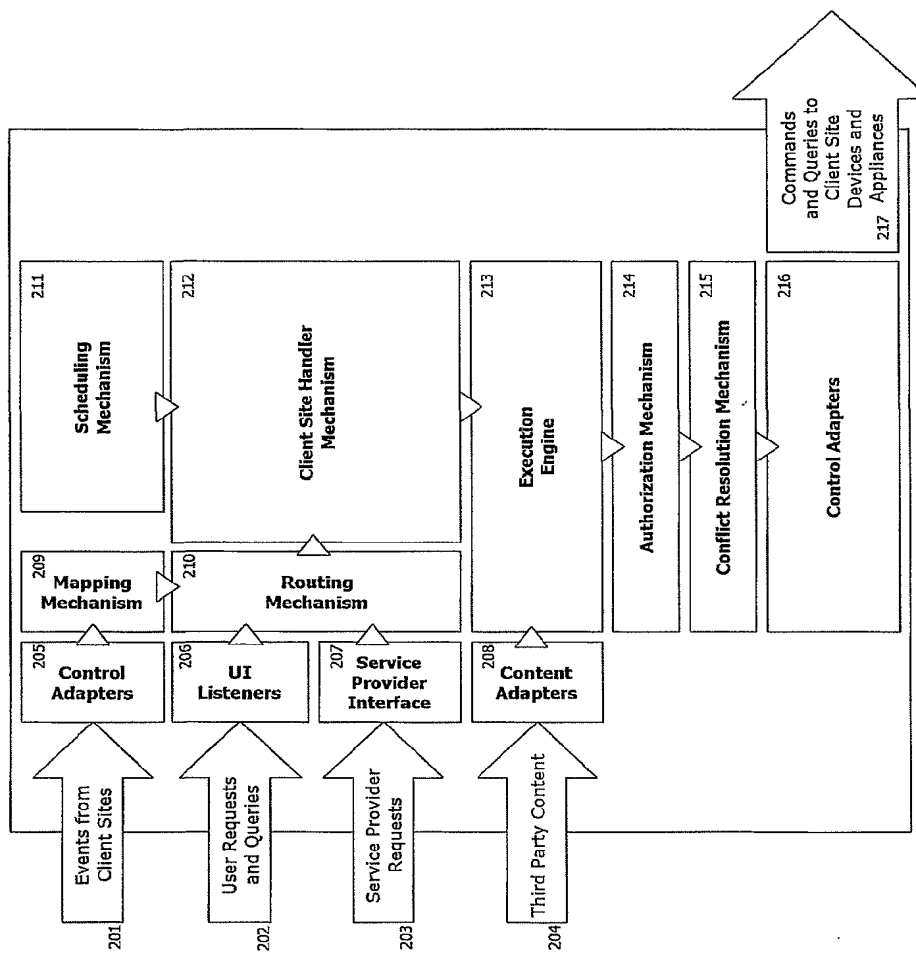 201
Events from
Client Sites
205
Control
Adapters
209
Mapping
Mechanism
211
Scheduling
Mechanism
202
User Requests
and Queries
206
UI
Listeners
210
Routing
Mechanism
212
Client Site Handler
Mechanism
203
Service Provider
Requests
207
Service
Provider
Interface
204
Third Party Content
208
Content
Adapters
213
Execution
Engine
214
Authorization Mechanism
215
Conflict Resolution Mechanism
216
Control Adapters
Commands
and Queries to
Client Site
Devices and
Appliances
217